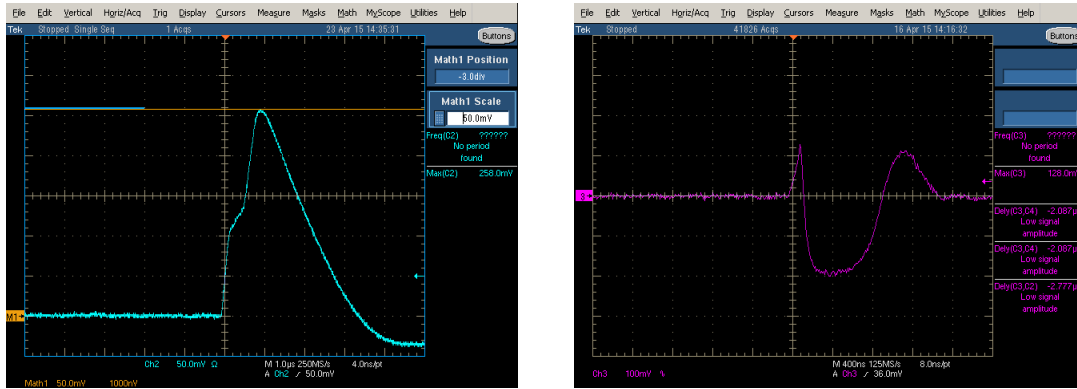 File Edit Vertical Horiz/Acq Trig Display Cursors Measure Masks Math MyScope Utilities Help
Tek Stopped Single Seq 1 Acqs 23 Apr 15 14:35:31 Buttons
Math1 Position
-3.0div
Math1 Scale
50.0mV
Freq(C2) ??????
No period
found
Max(C2) 258.0mV
M1
Ch2 50.0mV Ω M 1.0µs 250MS/s 4.0ns/pt
A Ch2 / 50.0mV
Math1 50.0mV 1000nV
File Edit Vertical Horiz/Acq Trig Display Cursors Measure Masks Math MyScope Utilities Help
Tek Stopped 41826 Acqs 16 Apr 15 14:16:32 Buttons
Freq(C3) ??????
No period
found
Max(C3) 128.0m
3
Dely(C3,C4) -2.087µ
Low signal
amplitude
Dely(C3,C4) -2.087µ
Low signal
amplitude
Dely(C3,C2) -2.777µ
Low signal
amplitude
Ch3 100mV M 400ns 125MS/s 8.0ns/pt
A Ch3 / 36.0mV